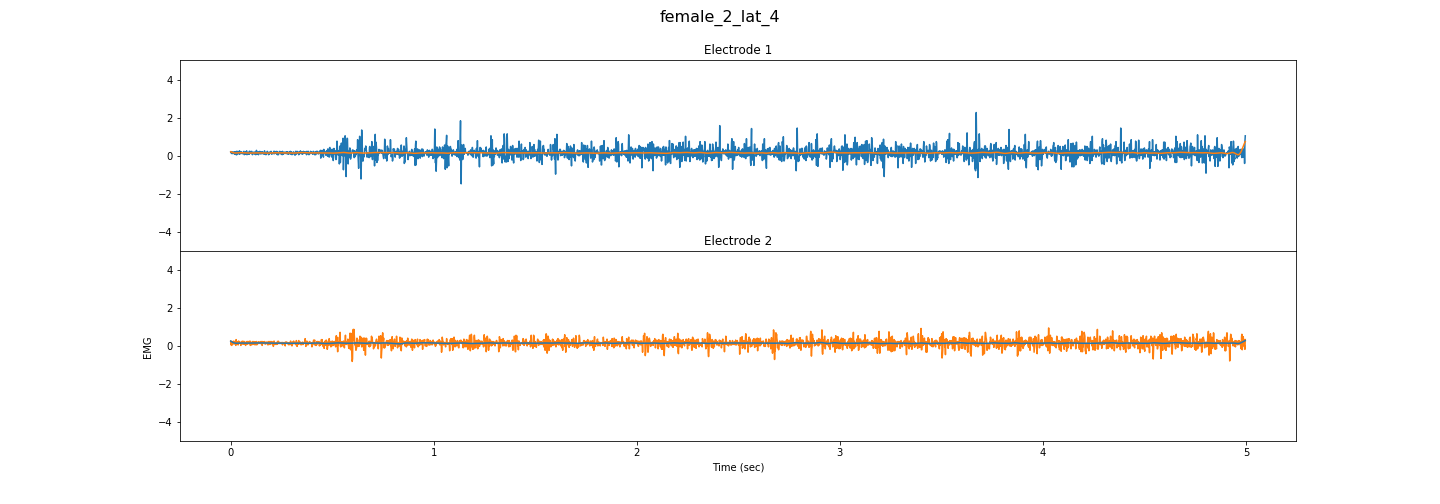 female_2_lat_4
Electrode 1
4
2
0
−2
−4
Electrode 2
4
2
0
−2
−4
EMG
0 1 2 3 4 5
Time (sec)